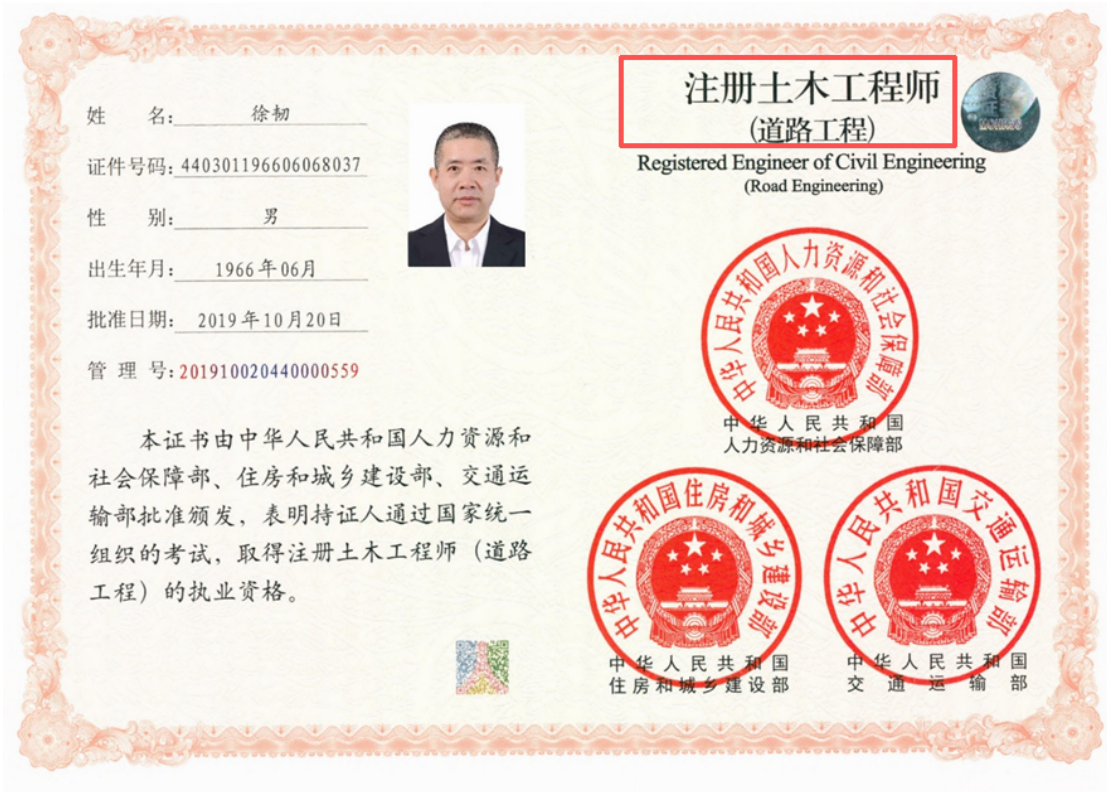 姓名：徐韧
证件号码：440301196606068037
性别：男
出生年月：1966年06月
批准日期：2019年10月20日
管理号：201910020440000559
本证书由中华人民共和国人力资源和
社会保障部、住房和城乡建设部、交通运
输部批准颁发，表明持证人通过国家统一
组织的考试，取得注册土木工程师（道路
工程）的执业资格。
注册土木工程师
(道路工程)
Registered Engineer of Civil Engineering
(Road Engineering)
中华人民共和国人力资源和社会保障部
中华人民共和国
人力资源和社会保障部
中华人民共和国住房和城乡建设部
中华人民共和国
住房和城乡建设部
中华人民共和国交通运输部
中华人民共和国
交通运输部